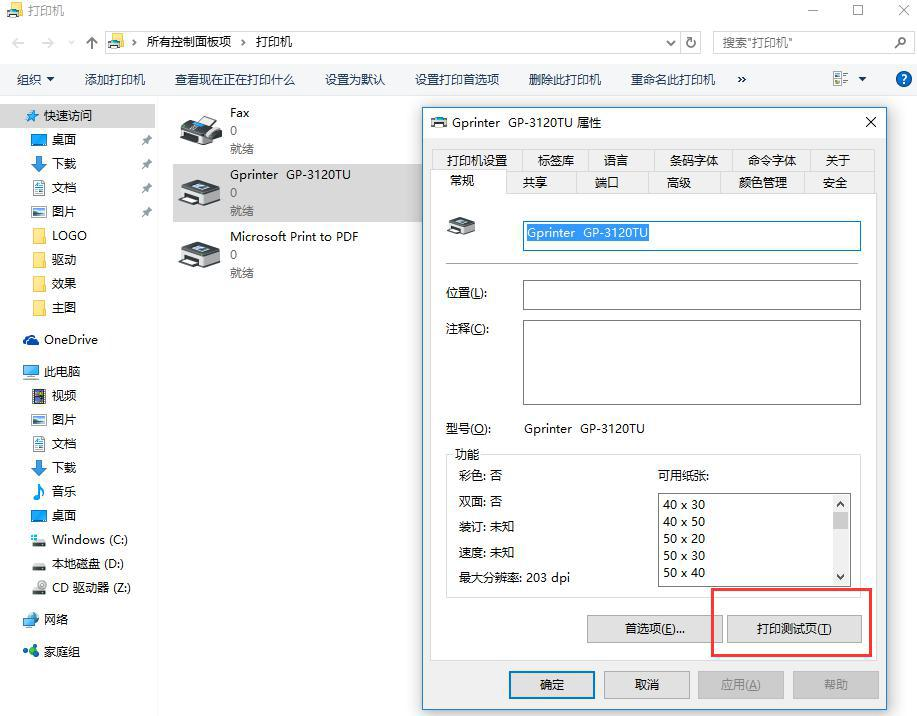 打印机
所有控制面板项 打印机
搜索"打印机"
组织 添加打印机 查看现在正在打印什么 设置为默认 设置打印首选项 删除此打印机 重命名此打印机 »
快速访问
桌面
下载
文档
图片
LOGO
驱动
效果
主图
OneDrive
此电脑
视频
图片
文档
下载
音乐
桌面
Windows (C:)
本地磁盘 (D:)
CD 驱动器 (Z:)
网络
家庭组
Fax
0
就绪
Gprinter GP-3120TU
0
就绪
Microsoft Print to PDF
0
就绪
Gprinter GP-3120TU 属性
打印机设置 标签库 语言 条码字体 命令字体 关于
常规 共享 端口 高级 颜色管理 安全
Gprinter GP-3120TU
位置(L):
注释(C):
型号(O): Gprinter GP-3120TU
功能
彩色: 否
双面: 否
装订: 未知
速度: 未知
最大分辨率: 203 dpi
可用纸张:
40 x 30
40 x 50
50 x 20
50 x 30
50 x 40
首选项(E)... 打印测试页(T)
确定 取消 应用(A) 帮助